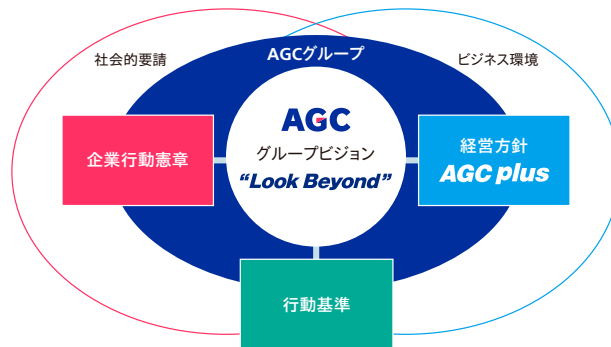 社会的要請
AGCグループ
ビジネス環境
AGC
グループビジョン
“Look Beyond”
企業行動憲章
経営方針
AGC plus
行動基準